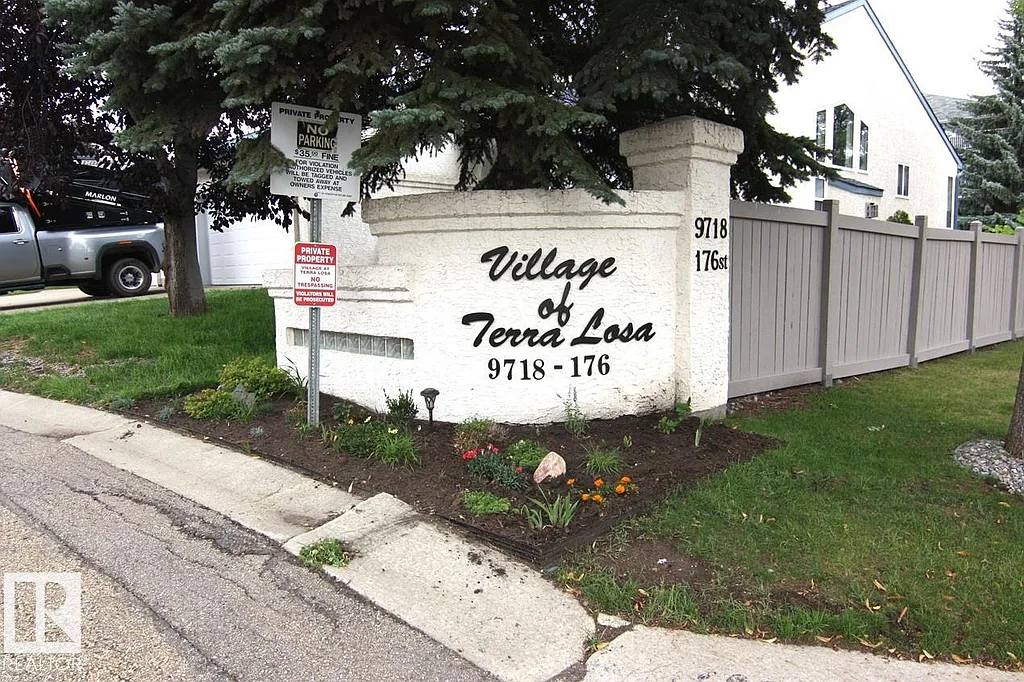 PRIVATE PROPERTY
NO
PARKING
$35.00 FINE
FOR VIOLATION
AUTHORIZED VEHICLES
WILL BE TAGGED AND
TOWED AWAY AT
OWNERS EXPENSE
MARLON
PRIVATE
PROPERTY
VILLAGE AT
TERRA LOSA
NO
TRESPASSING
VIOLATORS WILL
BE PROSECUTED
9718
176st
Village
of
Terra Losa
9718 - 176
R
REALTOR